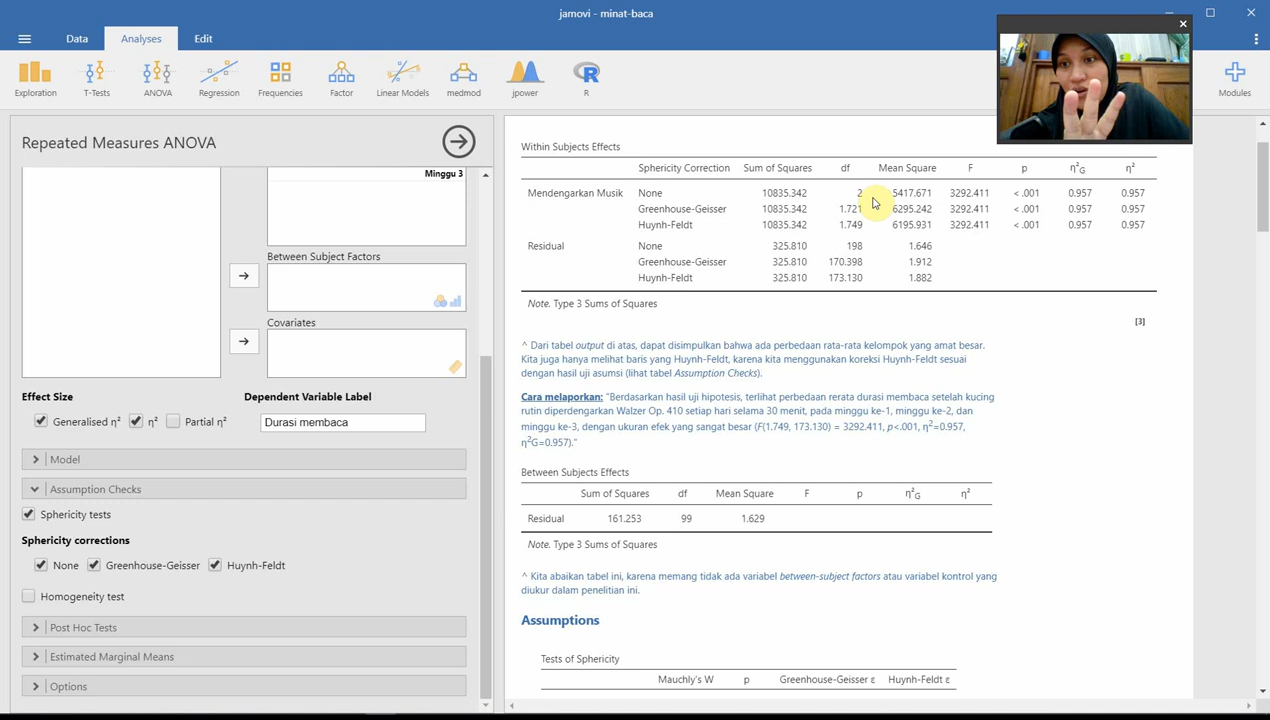 jamovi - minat-baca
Data Analyses Edit
Exploration T-Tests ANOVA Regression Frequencies Factor Linear Models medmod jpower R Modules
Repeated Measures ANOVA
Minggu 3
Between Subject Factors
Covariates
Effect Size
Dependent Variable Label
Generalised η² η² Partial η² Durasi membaca
Model
Assumption Checks
Sphericity tests
Sphericity corrections
None Greenhouse-Geisser Huynh-Feldt
Homogeneity test
Post Hoc Tests
Estimated Marginal Means
Options
Within Subjects Effects
Sphericity Correction Sum of Squares df Mean Square F p η²G η²
Mendengarkan Musik None 10835.342 2 5417.671 3292.411 < .001 0.957 0.957
Greenhouse-Geisser 10835.342 1.721 6295.242 3292.411 < .001 0.957 0.957
Huynh-Feldt 10835.342 1.749 6195.931 3292.411 < .001 0.957 0.957
Residual None 325.810 198 1.646
Greenhouse-Geisser 325.810 170.398 1.912
Huynh-Feldt 325.810 173.130 1.882
Note. Type 3 Sums of Squares
[3]
^ Dari tabel output di atas, dapat disimpulkan bahwa ada perbedaan rata-rata kelompok yang amat besar.
Kita juga hanya melihat baris yang Huynh-Feldt, karena kita menggunakan koreksi Huynh-Feldt sesuai
dengan hasil uji asumsi (lihat tabel Assumption Checks).
Cara melaporkan: "Berdasarkan hasil uji hipotesis, terlihat perbedaan rerata durasi membaca setelah kucing
rutin diperdengarkan Walzer Op. 410 setiap hari selama 30 menit, pada minggu ke-1, minggu ke-2, dan
minggu ke-3, dengan ukuran efek yang sangat besar (F(1.749, 173.130) = 3292.411, p<.001, η²=0.957,
η²G=0.957)."
Between Subjects Effects
Sum of Squares df Mean Square F p η²G η²
Residual 161.253 99 1.629
Note. Type 3 Sums of Squares
^ Kita abaikan tabel ini, karena memang tidak ada variabel between-subject factors atau variabel kontrol yang
diukur dalam penelitian ini.
Assumptions
Tests of Sphericity
Mauchly's W p Greenhouse-Geisser ε Huynh-Feldt ε